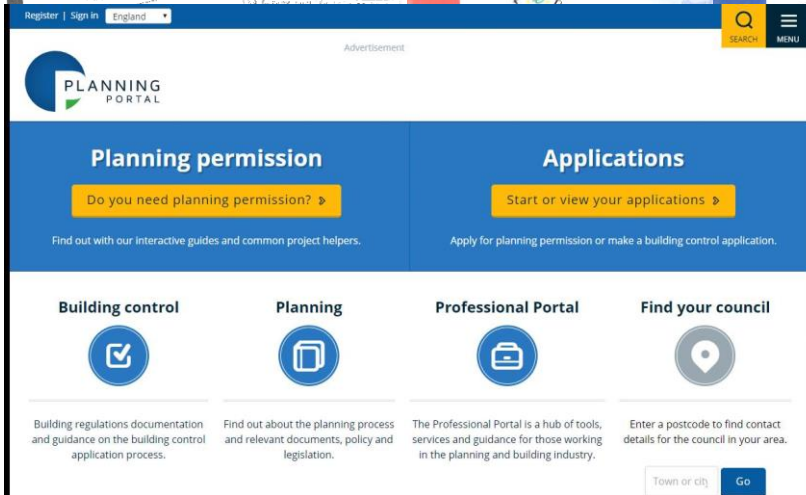 Register | Sign in England
SEARCH
MENU
Advertisement
PLANNING
PORTAL
Planning permission
Do you need planning permission?
Find out with our interactive guides and common project helpers.
Applications
Start or view your applications
Apply for planning permission or make a building control application.
Building control
Building regulations documentation
and guidance on the building control
application process.
Planning
Find out about the planning process
and relevant documents, policy and
legislation.
Professional Portal
The Professional Portal is a hub of tools,
services and guidance for those working
in the planning and building industry.
Find your council
Enter a postcode to find contact
details for the council in your area.
Town or city
Go